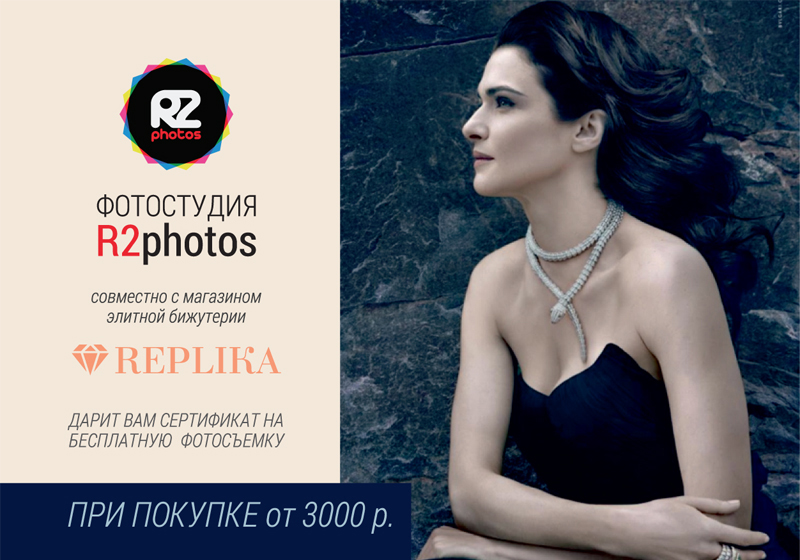 R2
photos
ФОТОСТУДИЯ
R2photos
совместно с магазином
элитной бижутерии
REPLIKA
ДАРИТ ВАМ СЕРТИФИКАТ НА
БЕСПЛАТНУЮ ФОТОСЪЕМКУ
ПРИ ПОКУПКЕ от 3000 р.